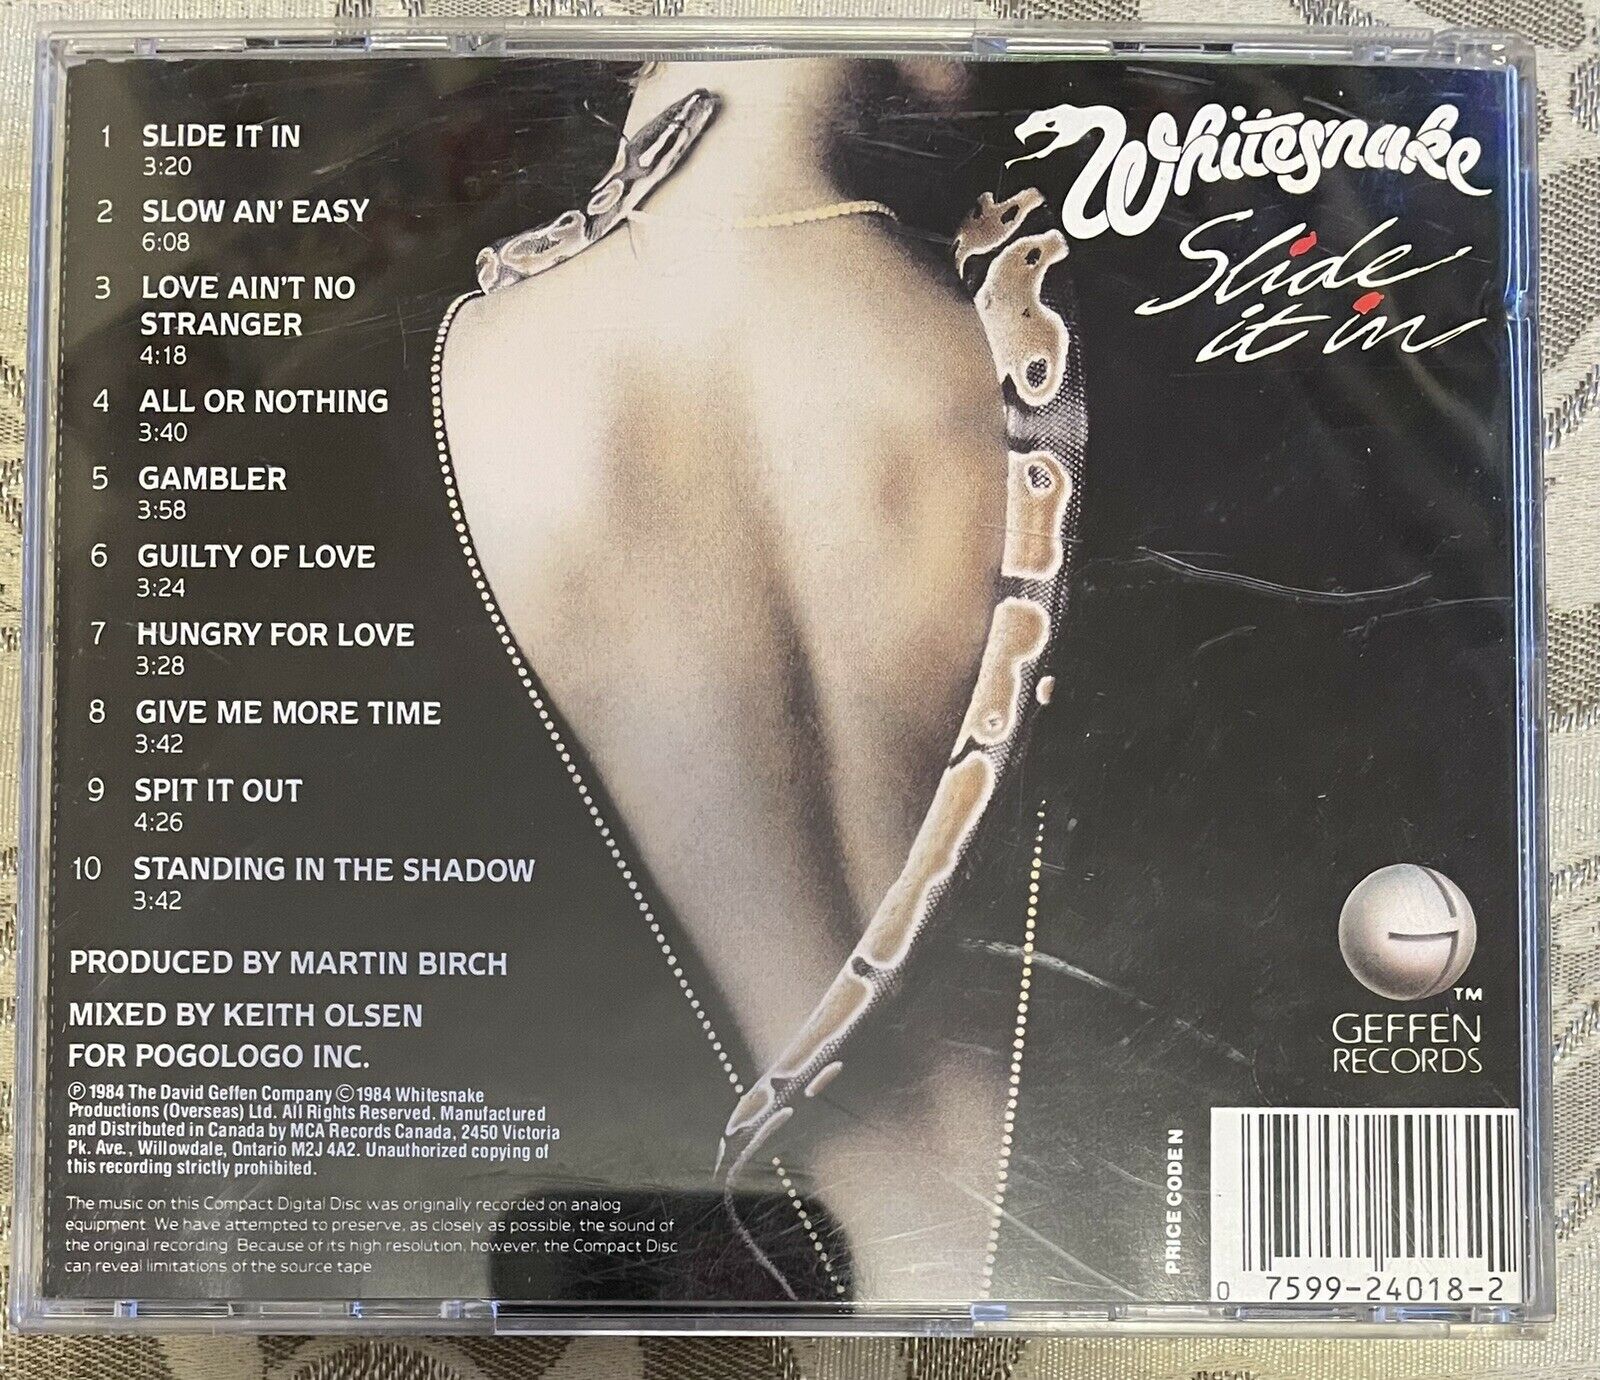 1 SLIDE IT IN
3:20
2 SLOW AN' EASY
6:08
3 LOVE AIN'T NO
STRANGER
4:18
4 ALL OR NOTHING
3:40
5 GAMBLER
3:58
6 GUILTY OF LOVE
3:24
7 HUNGRY FOR LOVE
3:28
8 GIVE ME MORE TIME
3:42
9 SPIT IT OUT
4:26
10 STANDING IN THE SHADOW
3:42
PRODUCED BY MARTIN BIRCH
MIXED BY KEITH OLSEN
FOR POGOLOGO INC.
Ⓟ 1984 The David Geffen Company © 1984 Whitesnake
Productions (Overseas) Ltd. All Rights Reserved. Manufactured
and Distributed in Canada by MCA Records Canada, 2450 Victoria
Pk. Ave., Willowdale, Ontario M2J 4A2. Unauthorized copying of
this recording strictly prohibited.
The music on this Compact Digital Disc was originally recorded on analog
equipment. We have attempted to preserve, as closely as possible, the sound of
the original recording. Because of its high resolution, however, the Compact Disc
can reveal limitations of the source tape
Whitesnake
Slide
it in
TM
GEFFEN
RECORDS
PRICE CODEN
0 7599-24018-2